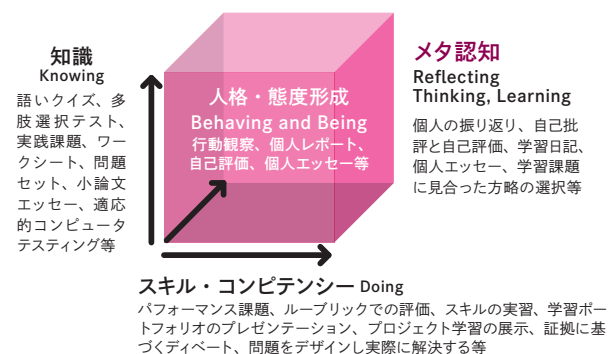 知識
Knowing
語いクイズ、多
肢選択テスト、
実践課題、ワー
クシート、問題
セット、小論文
エッセー、適応
的コンピュータ
テスティング等
人格・態度形成
Behaving and Being
行動観察、個人レポート、
自己評価、個人エッセー等
メタ認知
Reflecting
Thinking, Learning
個人の振り返り、自己批
評と自己評価、学習日記、
個人エッセー、学習課題
に見合った方略の選択等
スキル・コンピテンシー Doing
パフォーマンス課題、ルーブリックでの評価、スキルの実習、学習ポー
トフォリオのプレゼンテーション、プロジェクト学習の展示、証拠に基
づくディベート、問題をデザインし実際に解決する等